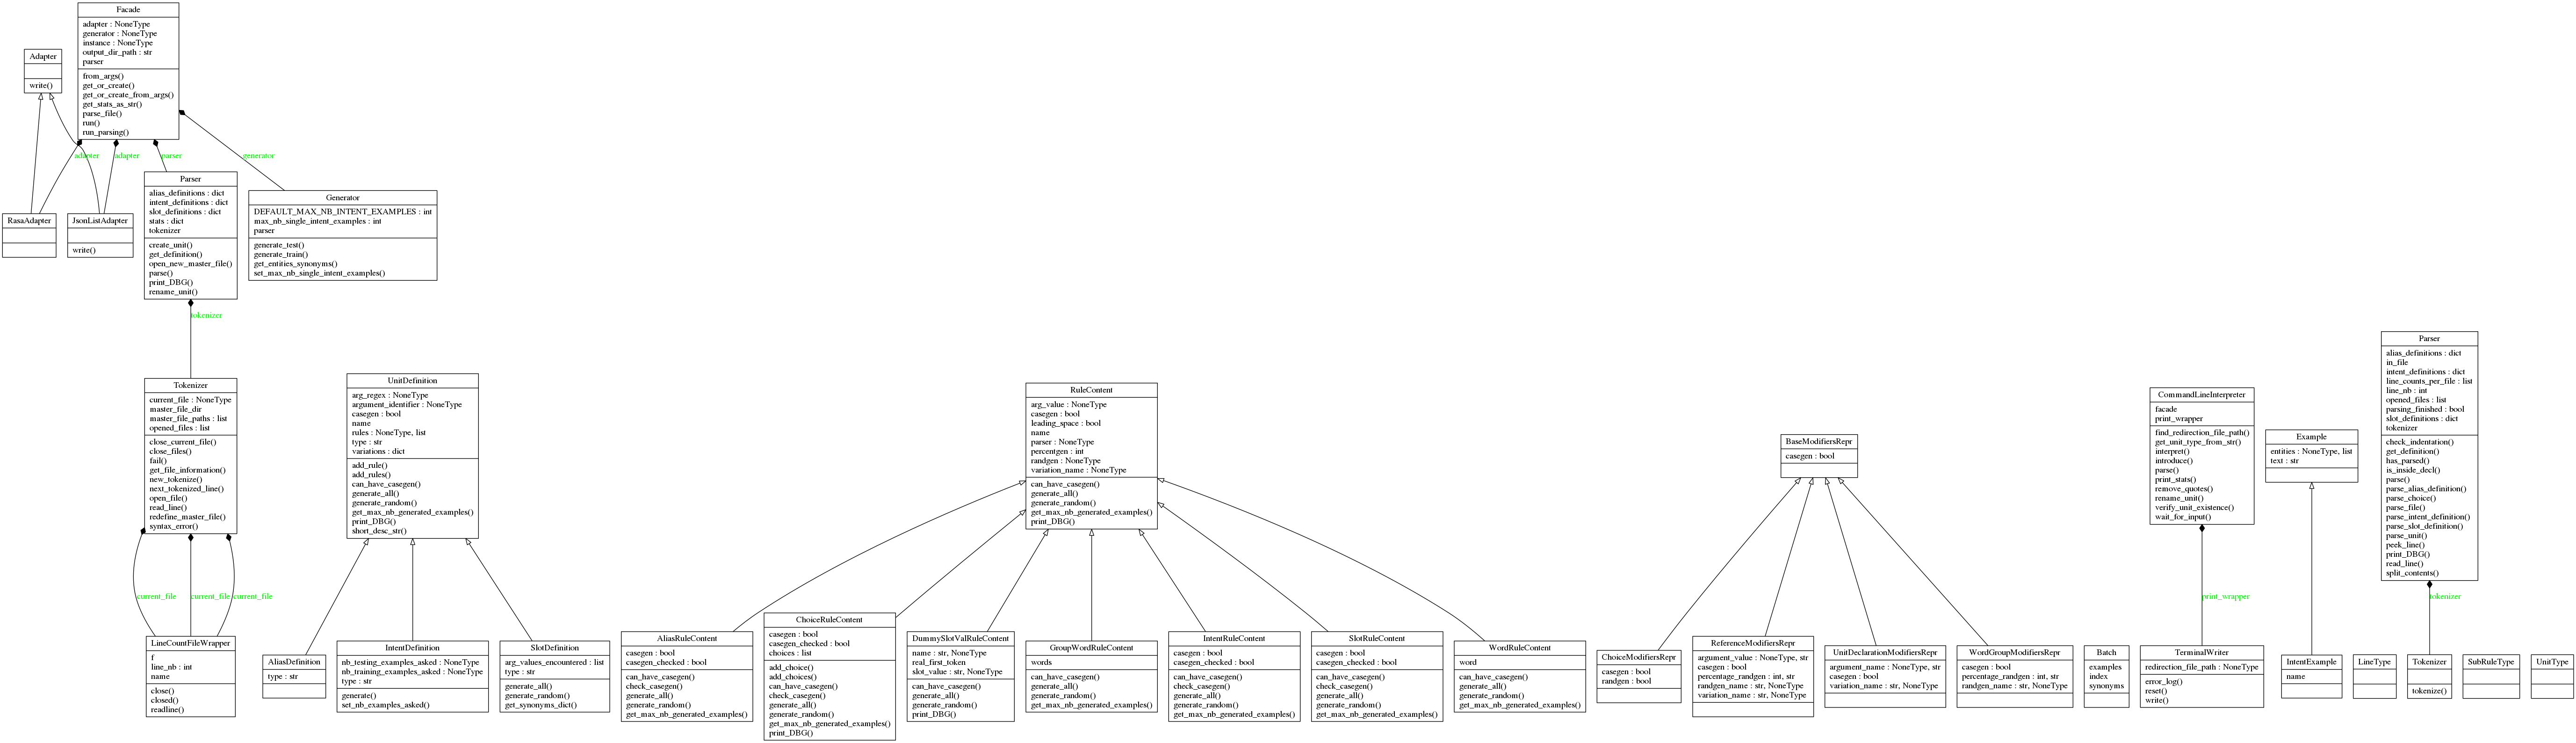 Facade
adapter : NoneType
generator : NoneType
instance : NoneType
output_dir_path : str
parser
from_args()
get_or_create()
get_or_create_from_args()
get_stats_as_str()
parse_file()
run()
run_parsing()
Adapter
write()
adapter
adapter
parser
generator
RasaAdapter
JsonListAdapter
write()
Parser
alias_definitions : dict
intent_definitions : dict
slot_definitions : dict
stats : dict
tokenizer
create_unit()
get_definition()
open_new_master_file()
parse()
print_DBG()
rename_unit()
Generator
DEFAULT_MAX_NB_INTENT_EXAMPLES : int
max_nb_single_intent_examples : int
parser
generate_test()
generate_train()
get_entities_synonyms()
set_max_nb_single_intent_examples()
tokenizer
Tokenizer
current_file : NoneType
master_file_dir
master_file_paths : list
opened_files : list
close_current_file()
close_files()
fail()
get_file_information()
new_tokenize()
next_tokenized_line()
open_file()
read_line()
redefine_master_file()
syntax_error()
current_file
current_file
current_file
LineCountFileWrapper
f
line_nb : int
name
close()
closed()
readline()
UnitDefinition
arg_regex : NoneType
argument_identifier : NoneType
casegen : bool
name
rules : NoneType, list
type : str
variations : dict
add_rule()
add_rules()
can_have_casegen()
generate_all()
generate_random()
get_max_nb_generated_examples()
print_DBG()
short_desc_str()
AliasDefinition
type : str
IntentDefinition
nb_testing_examples_asked : NoneType
nb_training_examples_asked : NoneType
type : str
generate()
set_nb_examples_asked()
SlotDefinition
arg_values_encountered : list
type : str
generate_all()
generate_random()
get_synonyms_dict()
RuleContent
arg_value : NoneType
casegen : bool
leading_space : bool
name
parser : NoneType
percentgen : int
randgen : NoneType
variation_name : NoneType
can_have_casegen()
generate_all()
generate_random()
get_max_nb_generated_examples()
print_DBG()
AliasRuleContent
casegen : bool
casegen_checked : bool
can_have_casegen()
check_casegen()
generate_all()
generate_random()
get_max_nb_generated_examples()
ChoiceRuleContent
casegen : bool
casegen_checked : bool
choices : list
add_choice()
add_choices()
can_have_casegen()
check_casegen()
generate_all()
generate_random()
get_max_nb_generated_examples()
print_DBG()
DummySlotValRuleContent
name : str, NoneType
real_first_token
slot_value : str, NoneType
can_have_casegen()
generate_all()
generate_random()
print_DBG()
GroupWordRuleContent
words
can_have_casegen()
generate_all()
generate_random()
get_max_nb_generated_examples()
IntentRuleContent
casegen : bool
casegen_checked : bool
can_have_casegen()
check_casegen()
generate_all()
generate_random()
get_max_nb_generated_examples()
SlotRuleContent
casegen : bool
casegen_checked : bool
can_have_casegen()
check_casegen()
generate_all()
generate_random()
get_max_nb_generated_examples()
WordRuleContent
word
can_have_casegen()
generate_all()
generate_random()
get_max_nb_generated_examples()
BaseModifiersRepr
casegen : bool
ChoiceModifiersRepr
casegen : bool
randgen : bool
ReferenceModifiersRepr
argument_value : NoneType, str
casegen : bool
percentage_randgen : int, str
randgen_name : str, NoneType
variation_name : str, NoneType
UnitDeclarationModifiersRepr
argument_name : NoneType, str
casegen : bool
variation_name : str, NoneType
WordGroupModifiersRepr
casegen : bool
percentage_randgen : int, str
randgen_name : str, NoneType
Batch
examples
index
synonyms
CommandLineInterpreter
facade
print_wrapper
find_redirection_file_path()
get_unit_type_from_str()
interpret()
introduce()
parse()
print_stats()
remove_quotes()
rename_unit()
verify_unit_existence()
wait_for_input()
print_wrapper
TerminalWriter
redirection_file_path : NoneType
error_log()
reset()
write()
Example
entities : NoneType, list
text : str
IntentExample
name
LineType
Parser
alias_definitions : dict
in_file
intent_definitions : dict
line_counts_per_file : list
line_nb : int
opened_files : list
parsing_finished : bool
slot_definitions : dict
tokenizer
check_indentation()
get_definition()
has_parsed()
is_inside_decl()
parse()
parse_alias_definition()
parse_choice()
parse_file()
parse_intent_definition()
parse_slot_definition()
parse_unit()
peek_line()
print_DBG()
read_line()
split_contents()
tokenizer
Tokenizer
tokenize()
SubRuleType
UnitType